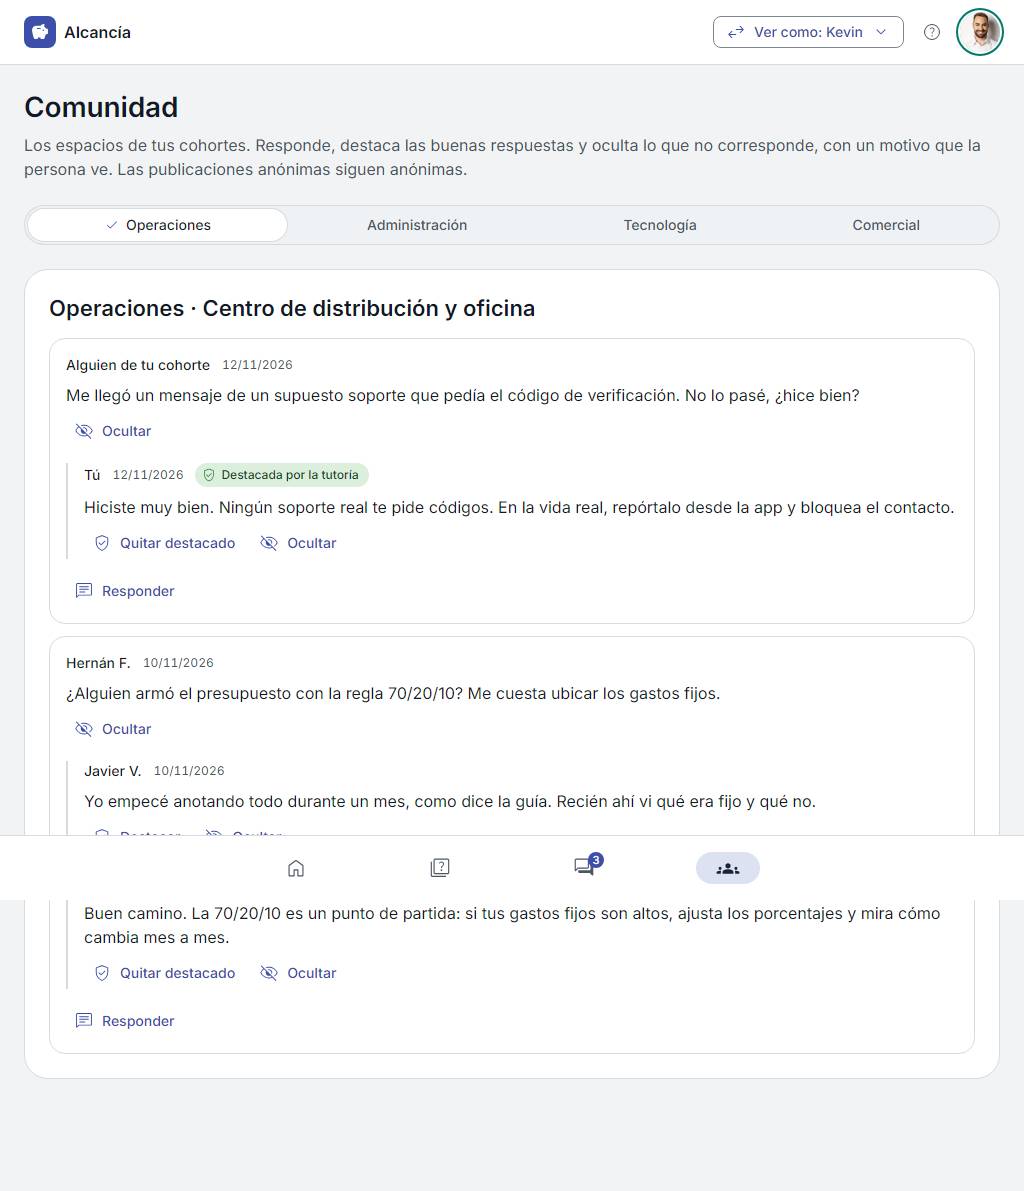 Alcancía
Ver como: Kevin
Comunidad
Los espacios de tus cohortes. Responde, destaca las buenas respuestas y oculta lo que no corresponde, con un motivo que la
persona ve. Las publicaciones anónimas siguen anónimas.
Operaciones
Administración
Tecnología
Comercial
Operaciones · Centro de distribución y oficina
Alguien de tu cohorte 12/11/2026
Me llegó un mensaje de un supuesto soporte que pedía el código de verificación. No lo pasé, ¿hice bien?
Ocultar
Tú 12/11/2026 Destacada por la tutoría
Hiciste muy bien. Ningún soporte real te pide códigos. En la vida real, repórtalo desde la app y bloquea el contacto.
Quitar destacado Ocultar
Responder
Hernán F. 10/11/2026
¿Alguien armó el presupuesto con la regla 70/20/10? Me cuesta ubicar los gastos fijos.
Ocultar
Javier V. 10/11/2026
Yo empecé anotando todo durante un mes, como dice la guía. Recién ahí vi qué era fijo y qué no.
Destacar Ocultar
3
Buen camino. La 70/20/10 es un punto de partida: si tus gastos fijos son altos, ajusta los porcentajes y mira cómo
cambia mes a mes.
Quitar destacado Ocultar
Responder